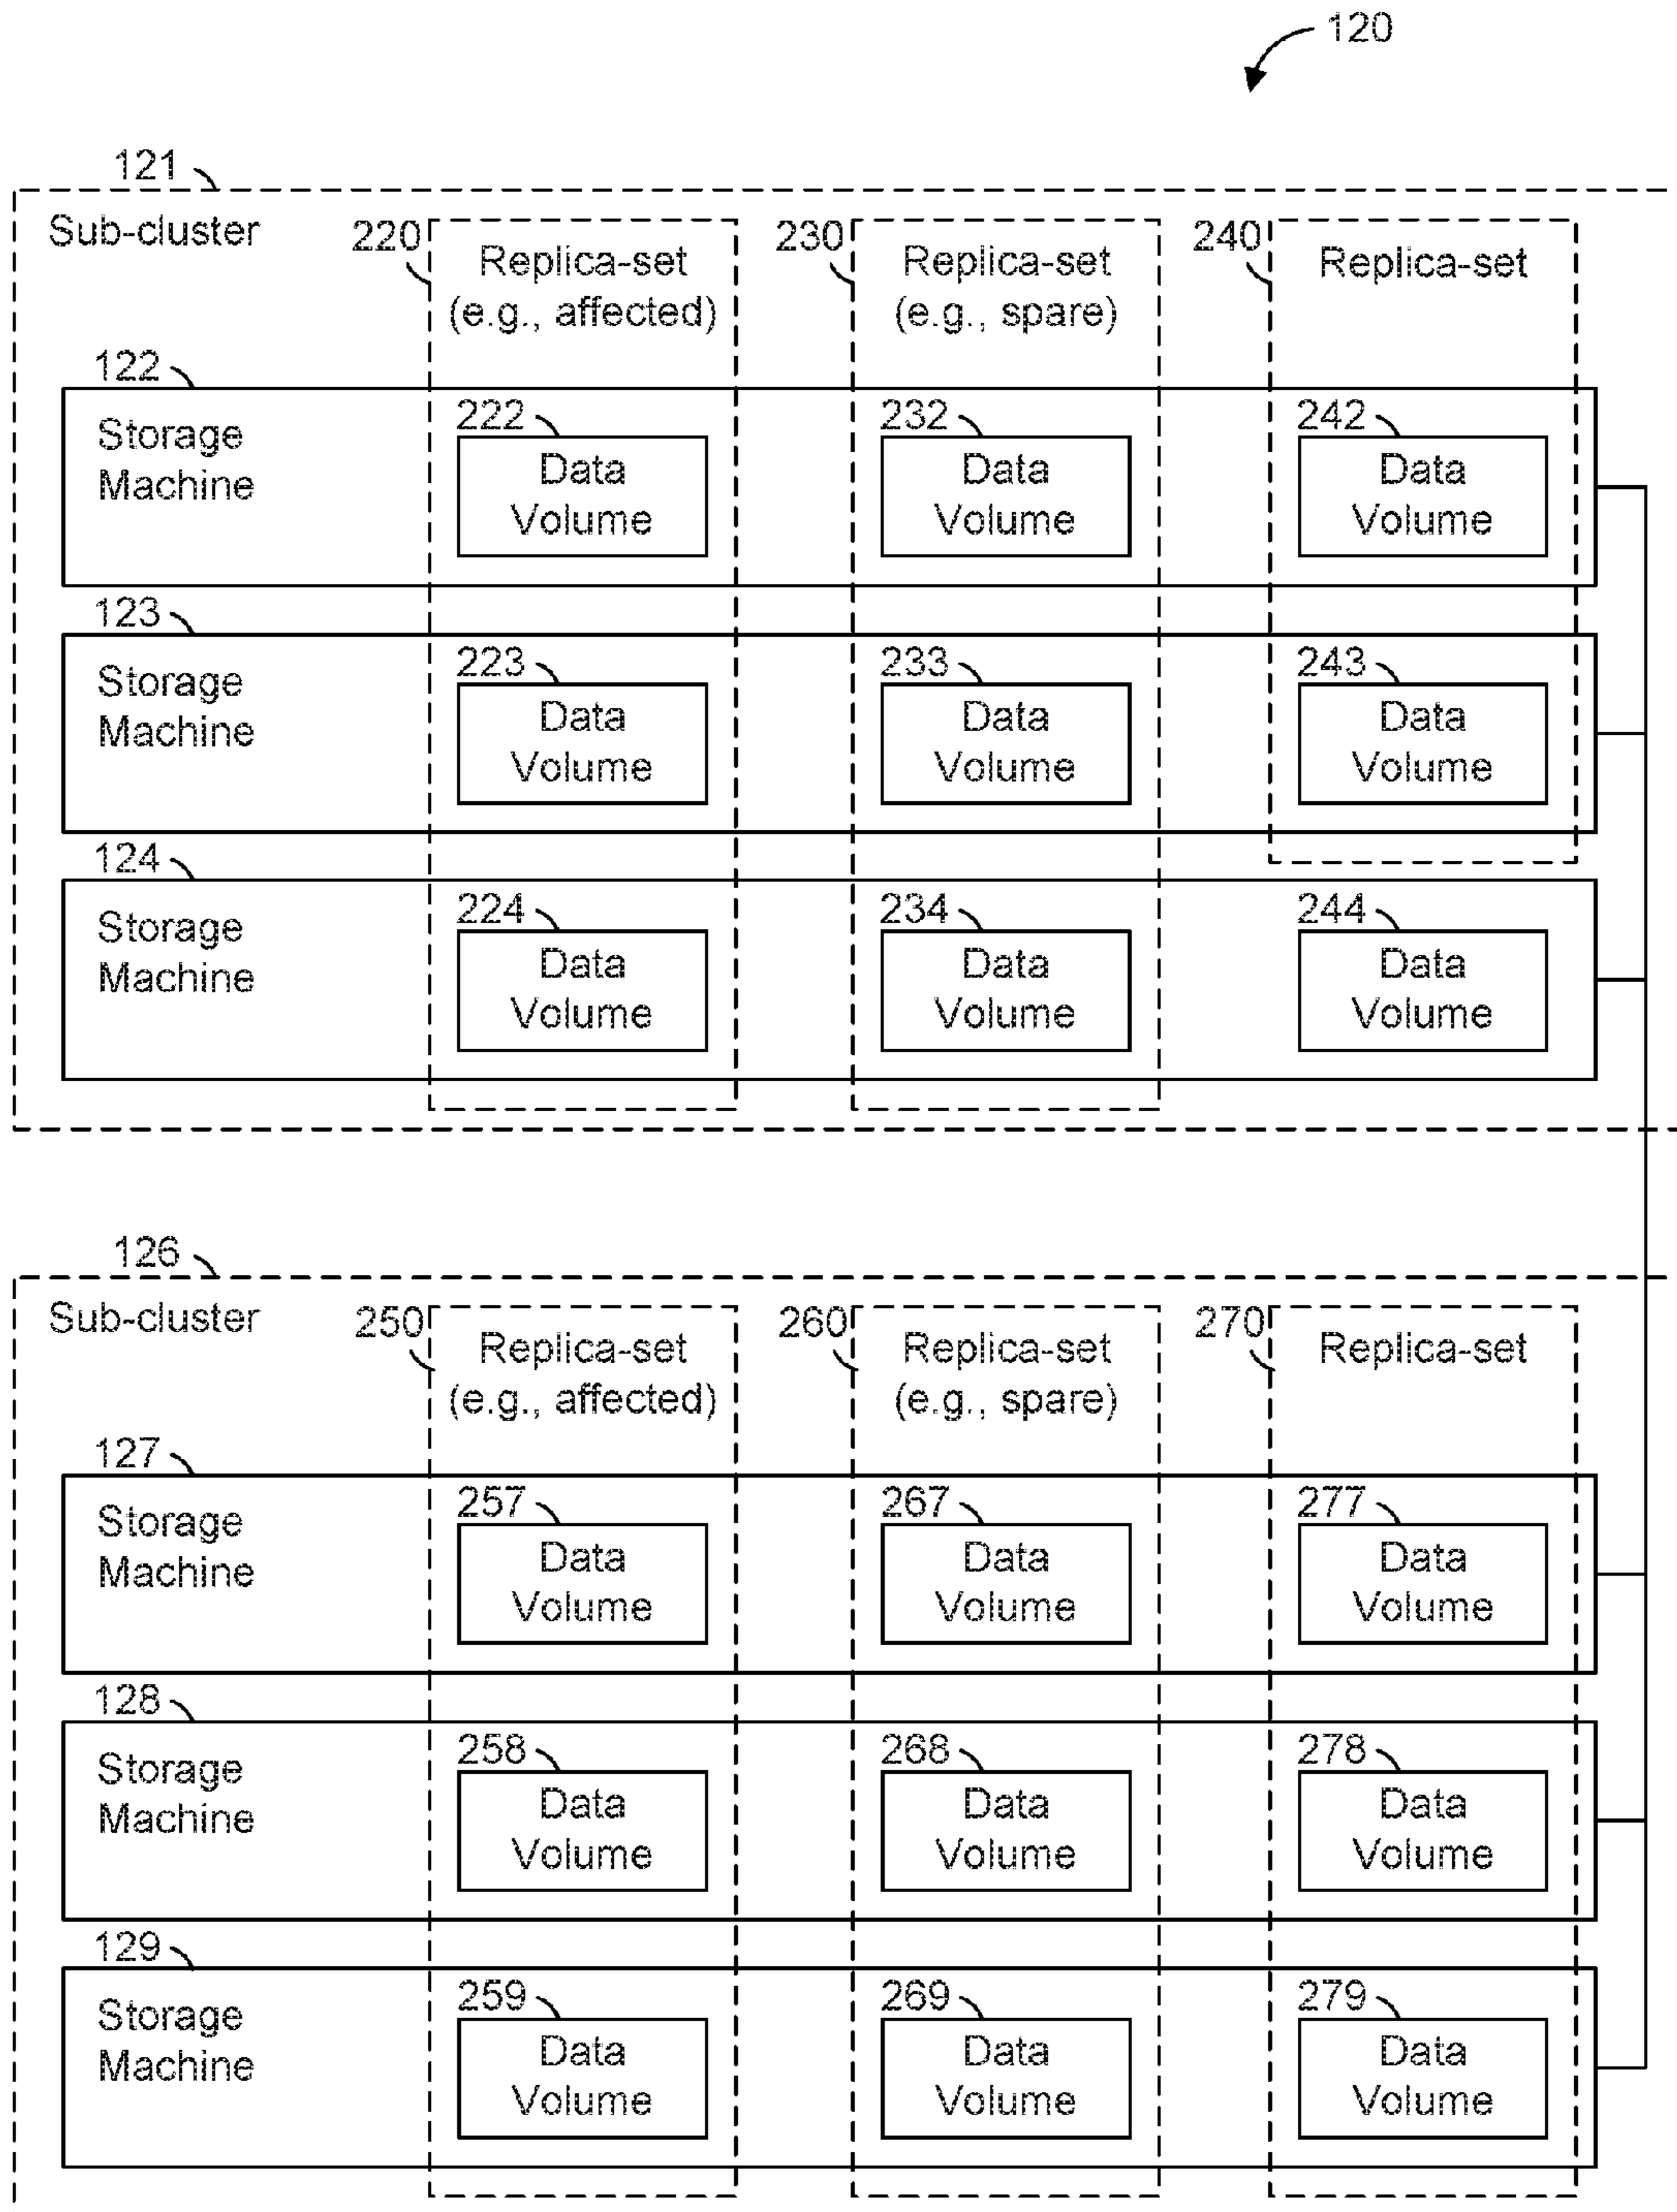 120
121
Sub-cluster
220
Replica-set
(e.g., affected)
230
Replica-set
(e.g., spare)
240
Replica-set
122
Storage
Machine
222
Data
Volume
232
Data
Volume
242
Data
Volume
123
Storage
Machine
223
Data
Volume
233
Data
Volume
243
Data
Volume
124
Storage
Machine
224
Data
Volume
234
Data
Volume
244
Data
Volume
126
Sub-cluster
250
Replica-set
(e.g., affected)
260
Replica-set
(e.g., spare)
270
Replica-set
127
Storage
Machine
257
Data
Volume
267
Data
Volume
277
Data
Volume
128
Storage
Machine
258
Data
Volume
268
Data
Volume
278
Data
Volume
129
Storage
Machine
259
Data
Volume
269
Data
Volume
279
Data
Volume